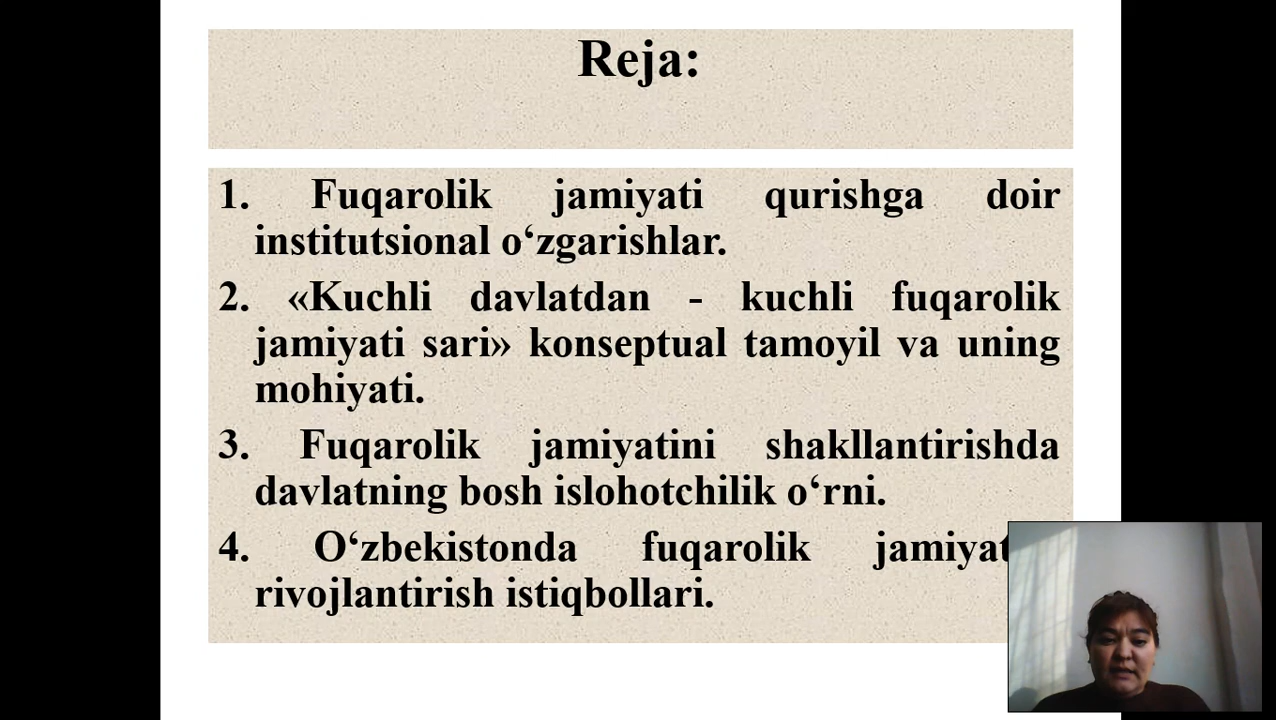 Reja:
1. Fuqarolik jamiyati qurishga doir
institutsional o‘zgarishlar.
2. «Kuchli davlatdan - kuchli fuqarolik
jamiyati sari» konseptual tamoyil va uning
mohiyati.
3. Fuqarolik jamiyatini shakllantirishda
davlatning bosh islohotchilik o‘rni.
4. O‘zbekistonda fuqarolik
rivojlantirish istiqbollari.